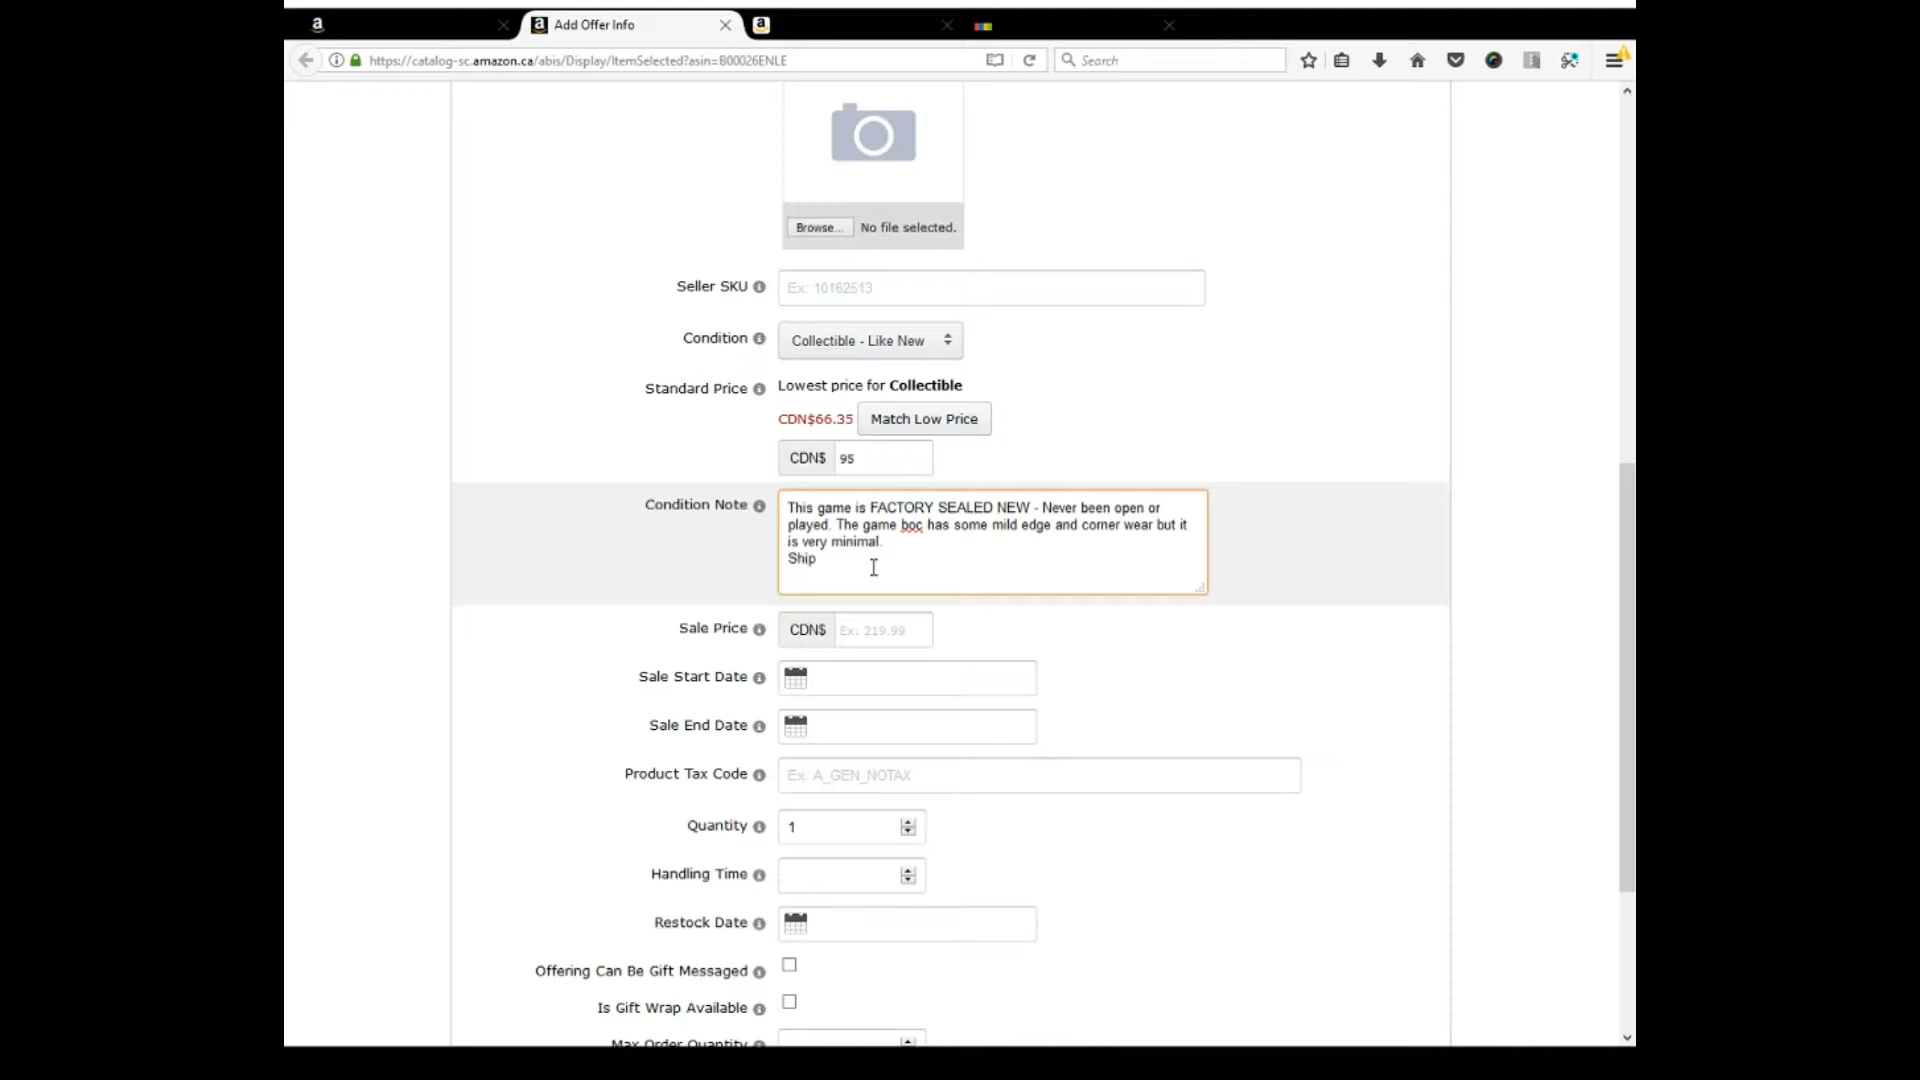 Add Offer Info
https://catalog-sc.amazon.ca/abis/Display/ItemSelected?asin=B00026ENLE
Search
Browse... No file selected.
Seller SKU
Ex: 10162513
Condition
Collectible - Like New
Standard Price
Lowest price for Collectible
CDN$66.35 Match Low Price
CDN$ 95
Condition Note
This game is FACTORY SEALED NEW - Never been open or
played. The game boc has some mild edge and corner wear but it
is very minimal.
Ship
Sale Price
CDN$ Ex: 219.99
Sale Start Date
Sale End Date
Product Tax Code
Ex: A_GEN_NOTAX
Quantity
1
Handling Time
Restock Date
Offering Can Be Gift Messaged
Is Gift Wrap Available
Max Order Quantity